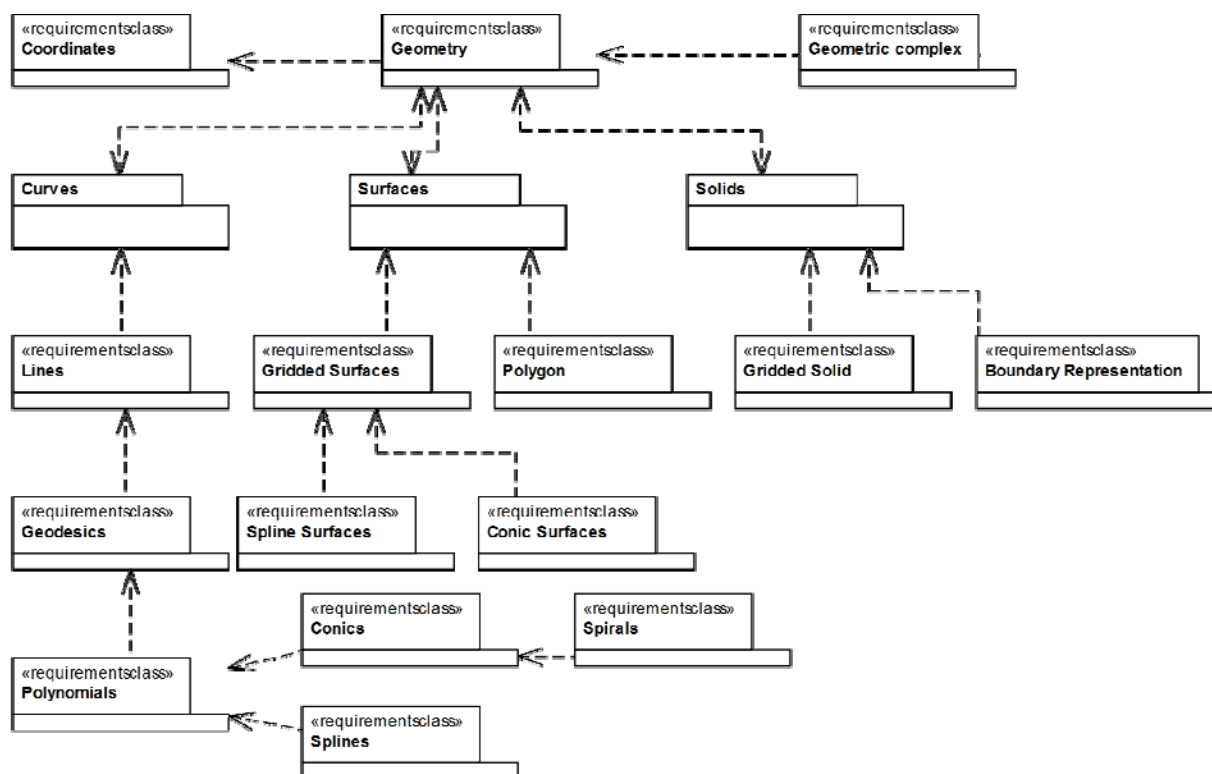 «requirementsclass»
Coordinates
«requirementsclass»
Geometry
«requirementsclass»
Geometric complex
Curves
Surfaces
Solids
«requirementsclass»
Lines
«requirementsclass»
Gridded Surfaces
«requirementsclass»
Polygon
«requirementsclass»
Gridded Solid
«requirementsclass»
Boundary Representation
«requirementsclass»
Geodesics
«requirementsclass»
Spline Surfaces
«requirementsclass»
Conic Surfaces
«requirementsclass»
Conics
«requirementsclass»
Spirals
«requirementsclass»
Polynomials
«requirementsclass»
Splines